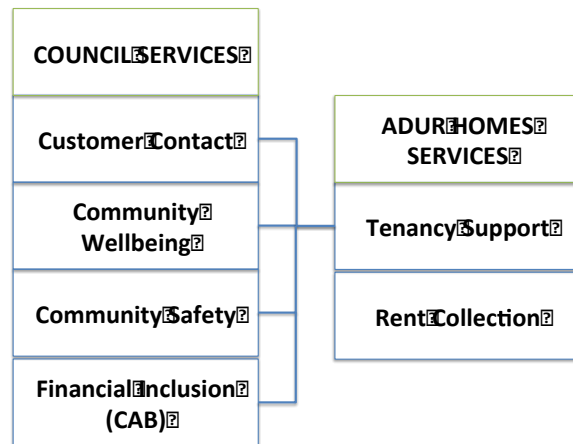 COUNCIL SERVICES
Customer Contact
Community
Wellbeing
Community Safety
Financial Inclusion
(CAB)
ADUR HOMES
SERVICES
Tenancy Support
Rent Collection